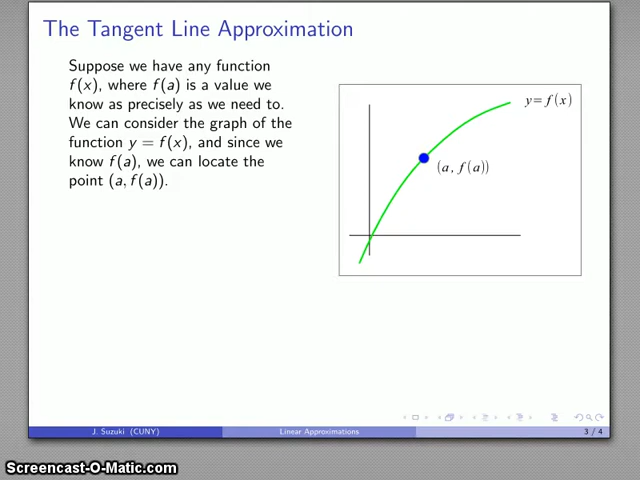 The Tangent Line Approximation
Suppose we have any function
f(x), where f(a) is a value we
know as precisely as we need to.
We can consider the graph of the
function y = f(x), and since we
know f(a), we can locate the
point (a, f(a)).
y= f(x)
(a, f(a))
J. Suzuki (CUNY)
Linear Approximations
3 / 4
Screencast-O-Matic.com